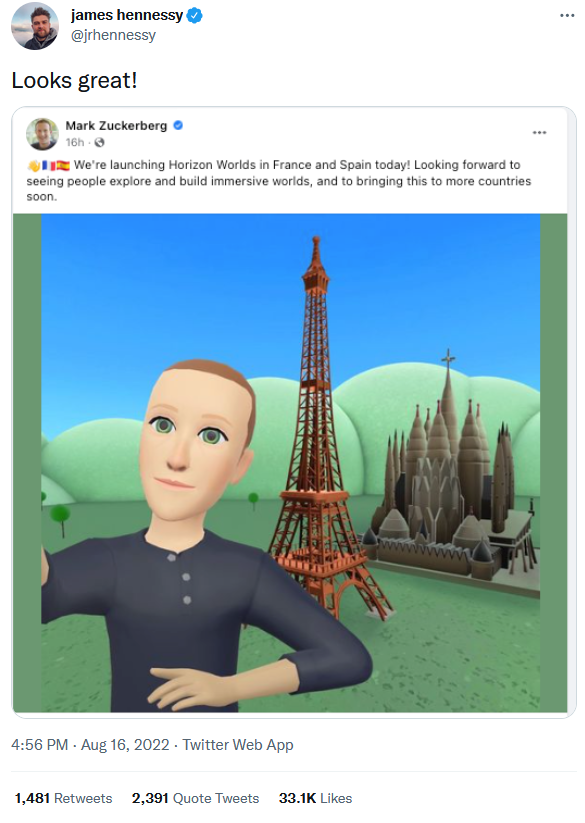 james hennessy
@jrhennessy
Looks great!
Mark Zuckerberg
16h ·
👋🇫🇷🇪🇸 We're launching Horizon Worlds in France and Spain today! Looking forward to
seeing people explore and build immersive worlds, and to bringing this to more countries
soon.
4:56 PM · Aug 16, 2022 · Twitter Web App
1,481 Retweets 2,391 Quote Tweets 33.1K Likes